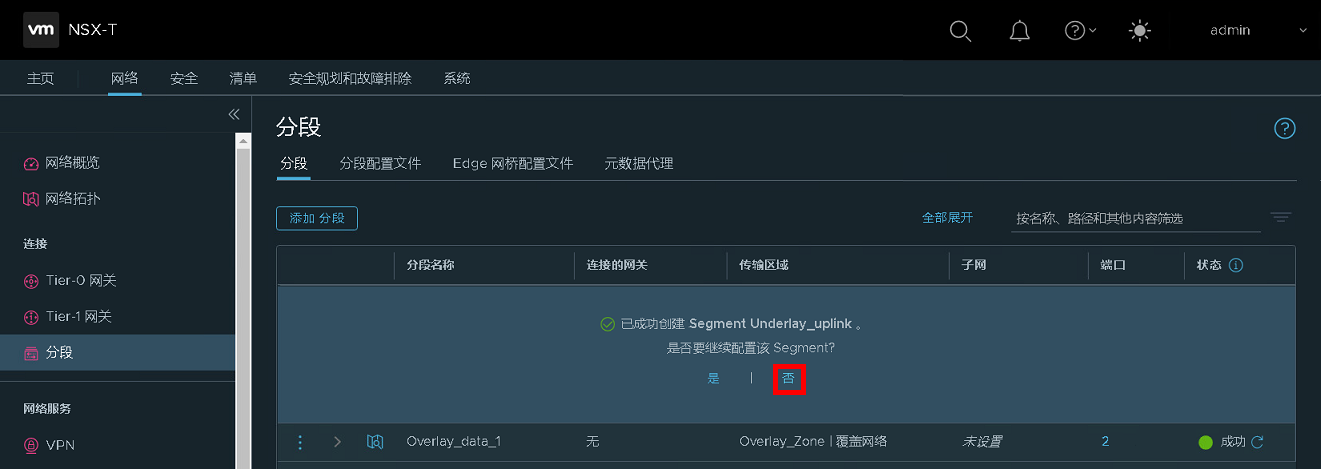 vm NSX-T admin
主页 网络 安全 清单 安全规划和故障排除 系统
网络概览
网络拓扑
连接
Tier-0 网关
Tier-1 网关
分段
网络服务
VPN
分段
分段 分段配置文件 Edge 网桥配置文件 元数据代理
添加 分段 全部展开 按名称、路径和其他内容筛选
分段名称 连接的网关 传输区域 子网 端口 状态
已成功创建 Segment Underlay_uplink 。
是否要继续配置该 Segment?
是 | 否
Overlay_data_1 无 Overlay_Zone | 覆盖网络 未设置 2 成功